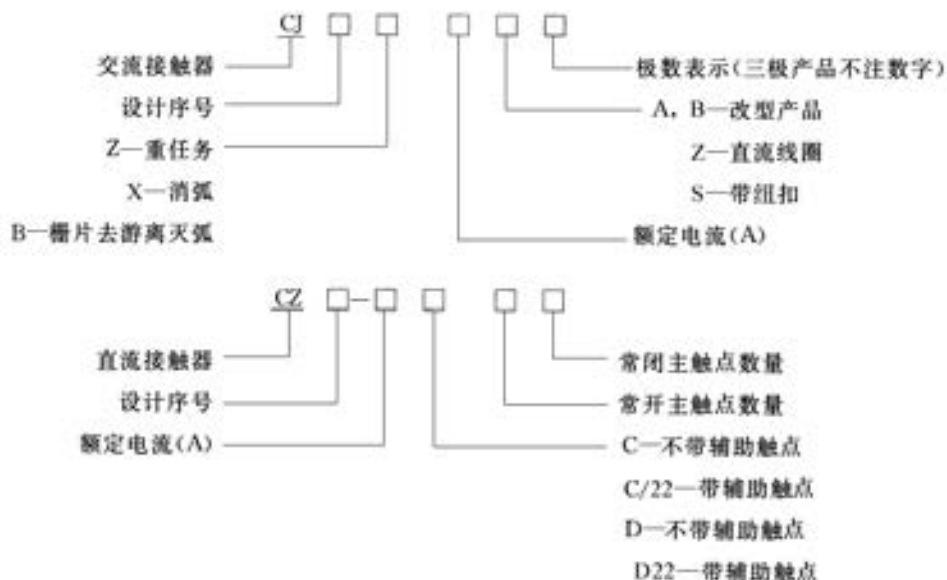 CJ □ □ □ □ □
交流接触器
极数表示(三极产品不注数字)
设计序号
A, B—改型产品
Z—重任务
Z—直流线圈
X—消弧
S—带纽扣
B—栅片去游离灭弧
额定电流(A)
CZ □—□ □ □ □
直流接触器
常闭主触点数量
设计序号
常开主触点数量
额定电流(A)
C—不带辅助触点
C/22—带辅助触点
D—不带辅助触点
D22—带辅助触点